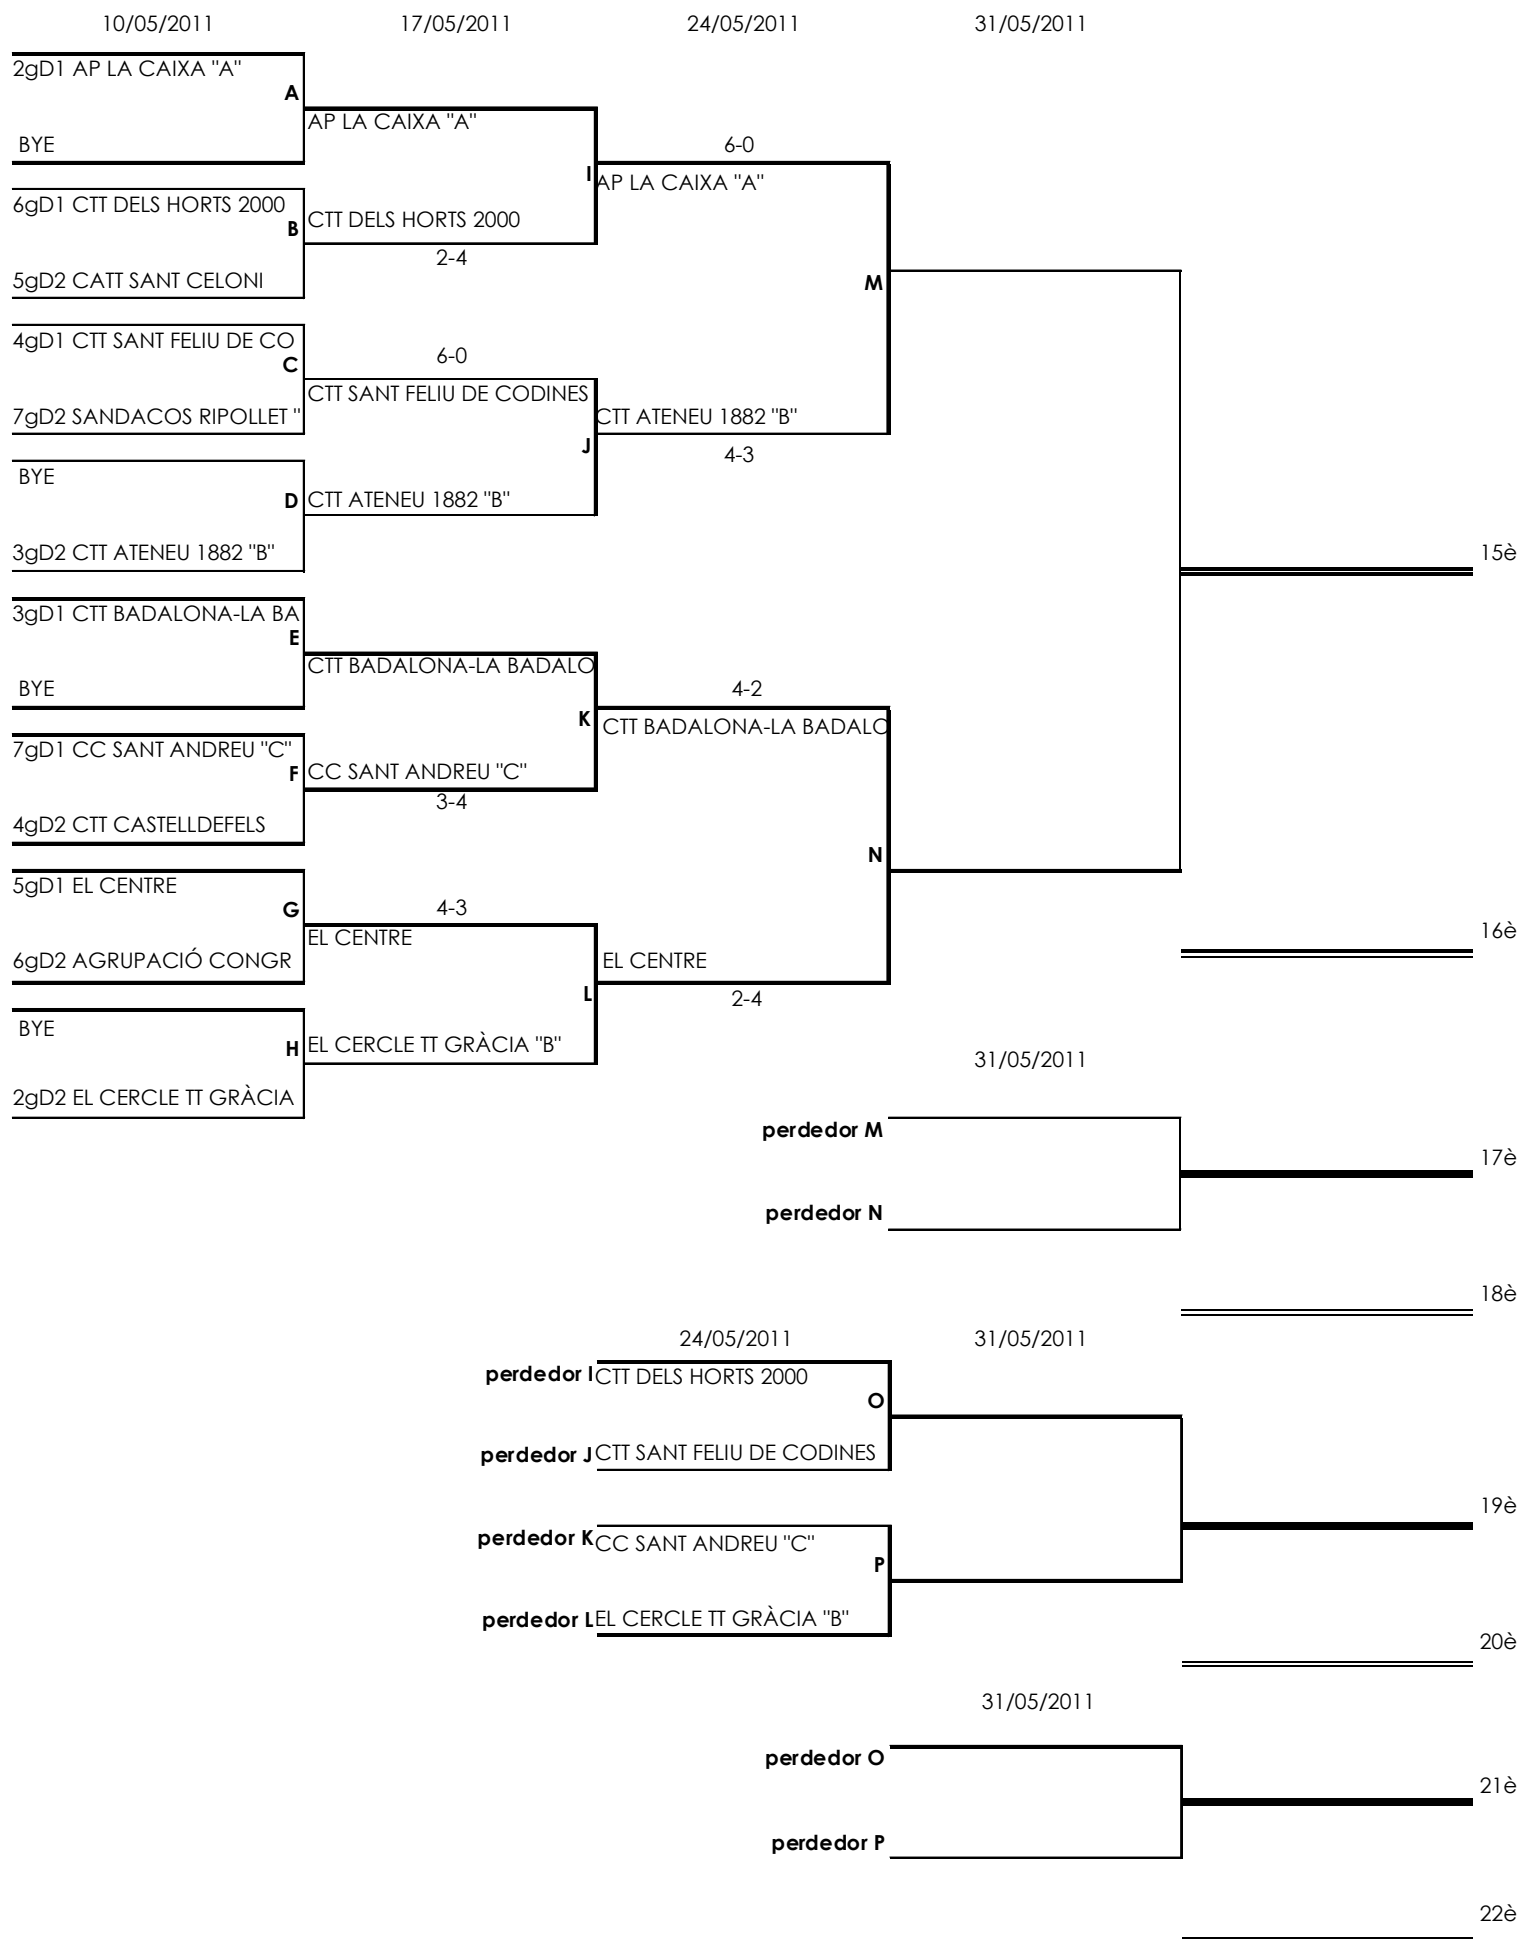 10/05/2011 17/05/2011 24/05/2011 31/05/2011
2gD1 AP LA CAIXA "A"
A
AP LA CAIXA "A"
BYE
6-0
I
AP LA CAIXA "A"
6gD1 CTT DELS HORTS 2000
B
CTT DELS HORTS 2000
2-4
5gD2 CATT SANT CELONI
M
4gD1 CTT SANT FELIU DE CO
C
6-0
CTT SANT FELIU DE CODINES
7gD2 SANDACOS RIPOLLET "
CTT ATENEU 1882 "B"
J
4-3
BYE
D
CTT ATENEU 1882 "B"
3gD2 CTT ATENEU 1882 "B"
15è
3gD1 CTT BADALONA-LA BA
E
CTT BADALONA-LA BADALO
BYE
4-2
K
CTT BADALONA-LA BADALO
7gD1 CC SANT ANDREU "C"
F
CC SANT ANDREU "C"
3-4
4gD2 CTT CASTELLDEFELS
N
5gD1 EL CENTRE
G
4-3
EL CENTRE
16è
6gD2 AGRUPACIÓ CONGR
EL CENTRE
L
2-4
BYE
H
EL CERCLE TT GRÀCIA "B"
31/05/2011
2gD2 EL CERCLE TT GRÀCIA
perdedor M
17è
perdedor N
18è
24/05/2011 31/05/2011
perdedor I CTT DELS HORTS 2000
O
perdedor J CTT SANT FELIU DE CODINES
19è
perdedor K CC SANT ANDREU "C"
P
perdedor L EL CERCLE TT GRÀCIA "B"
20è
31/05/2011
perdedor O
21è
perdedor P
22è